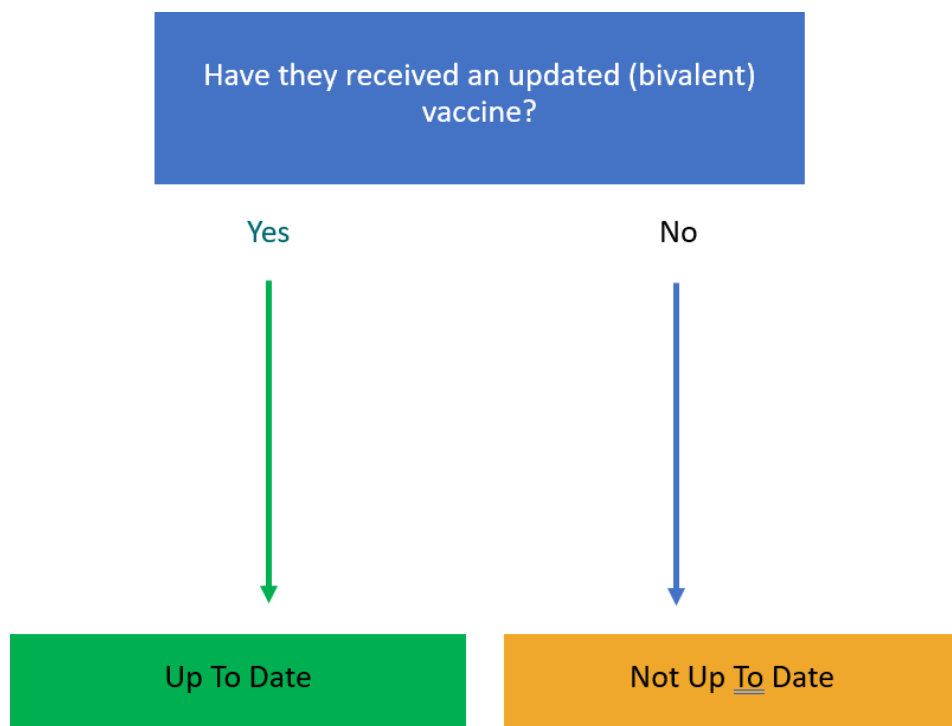 Have they received an updated (bivalent)
vaccine?
Yes
No
Up To Date
Not Up To Date